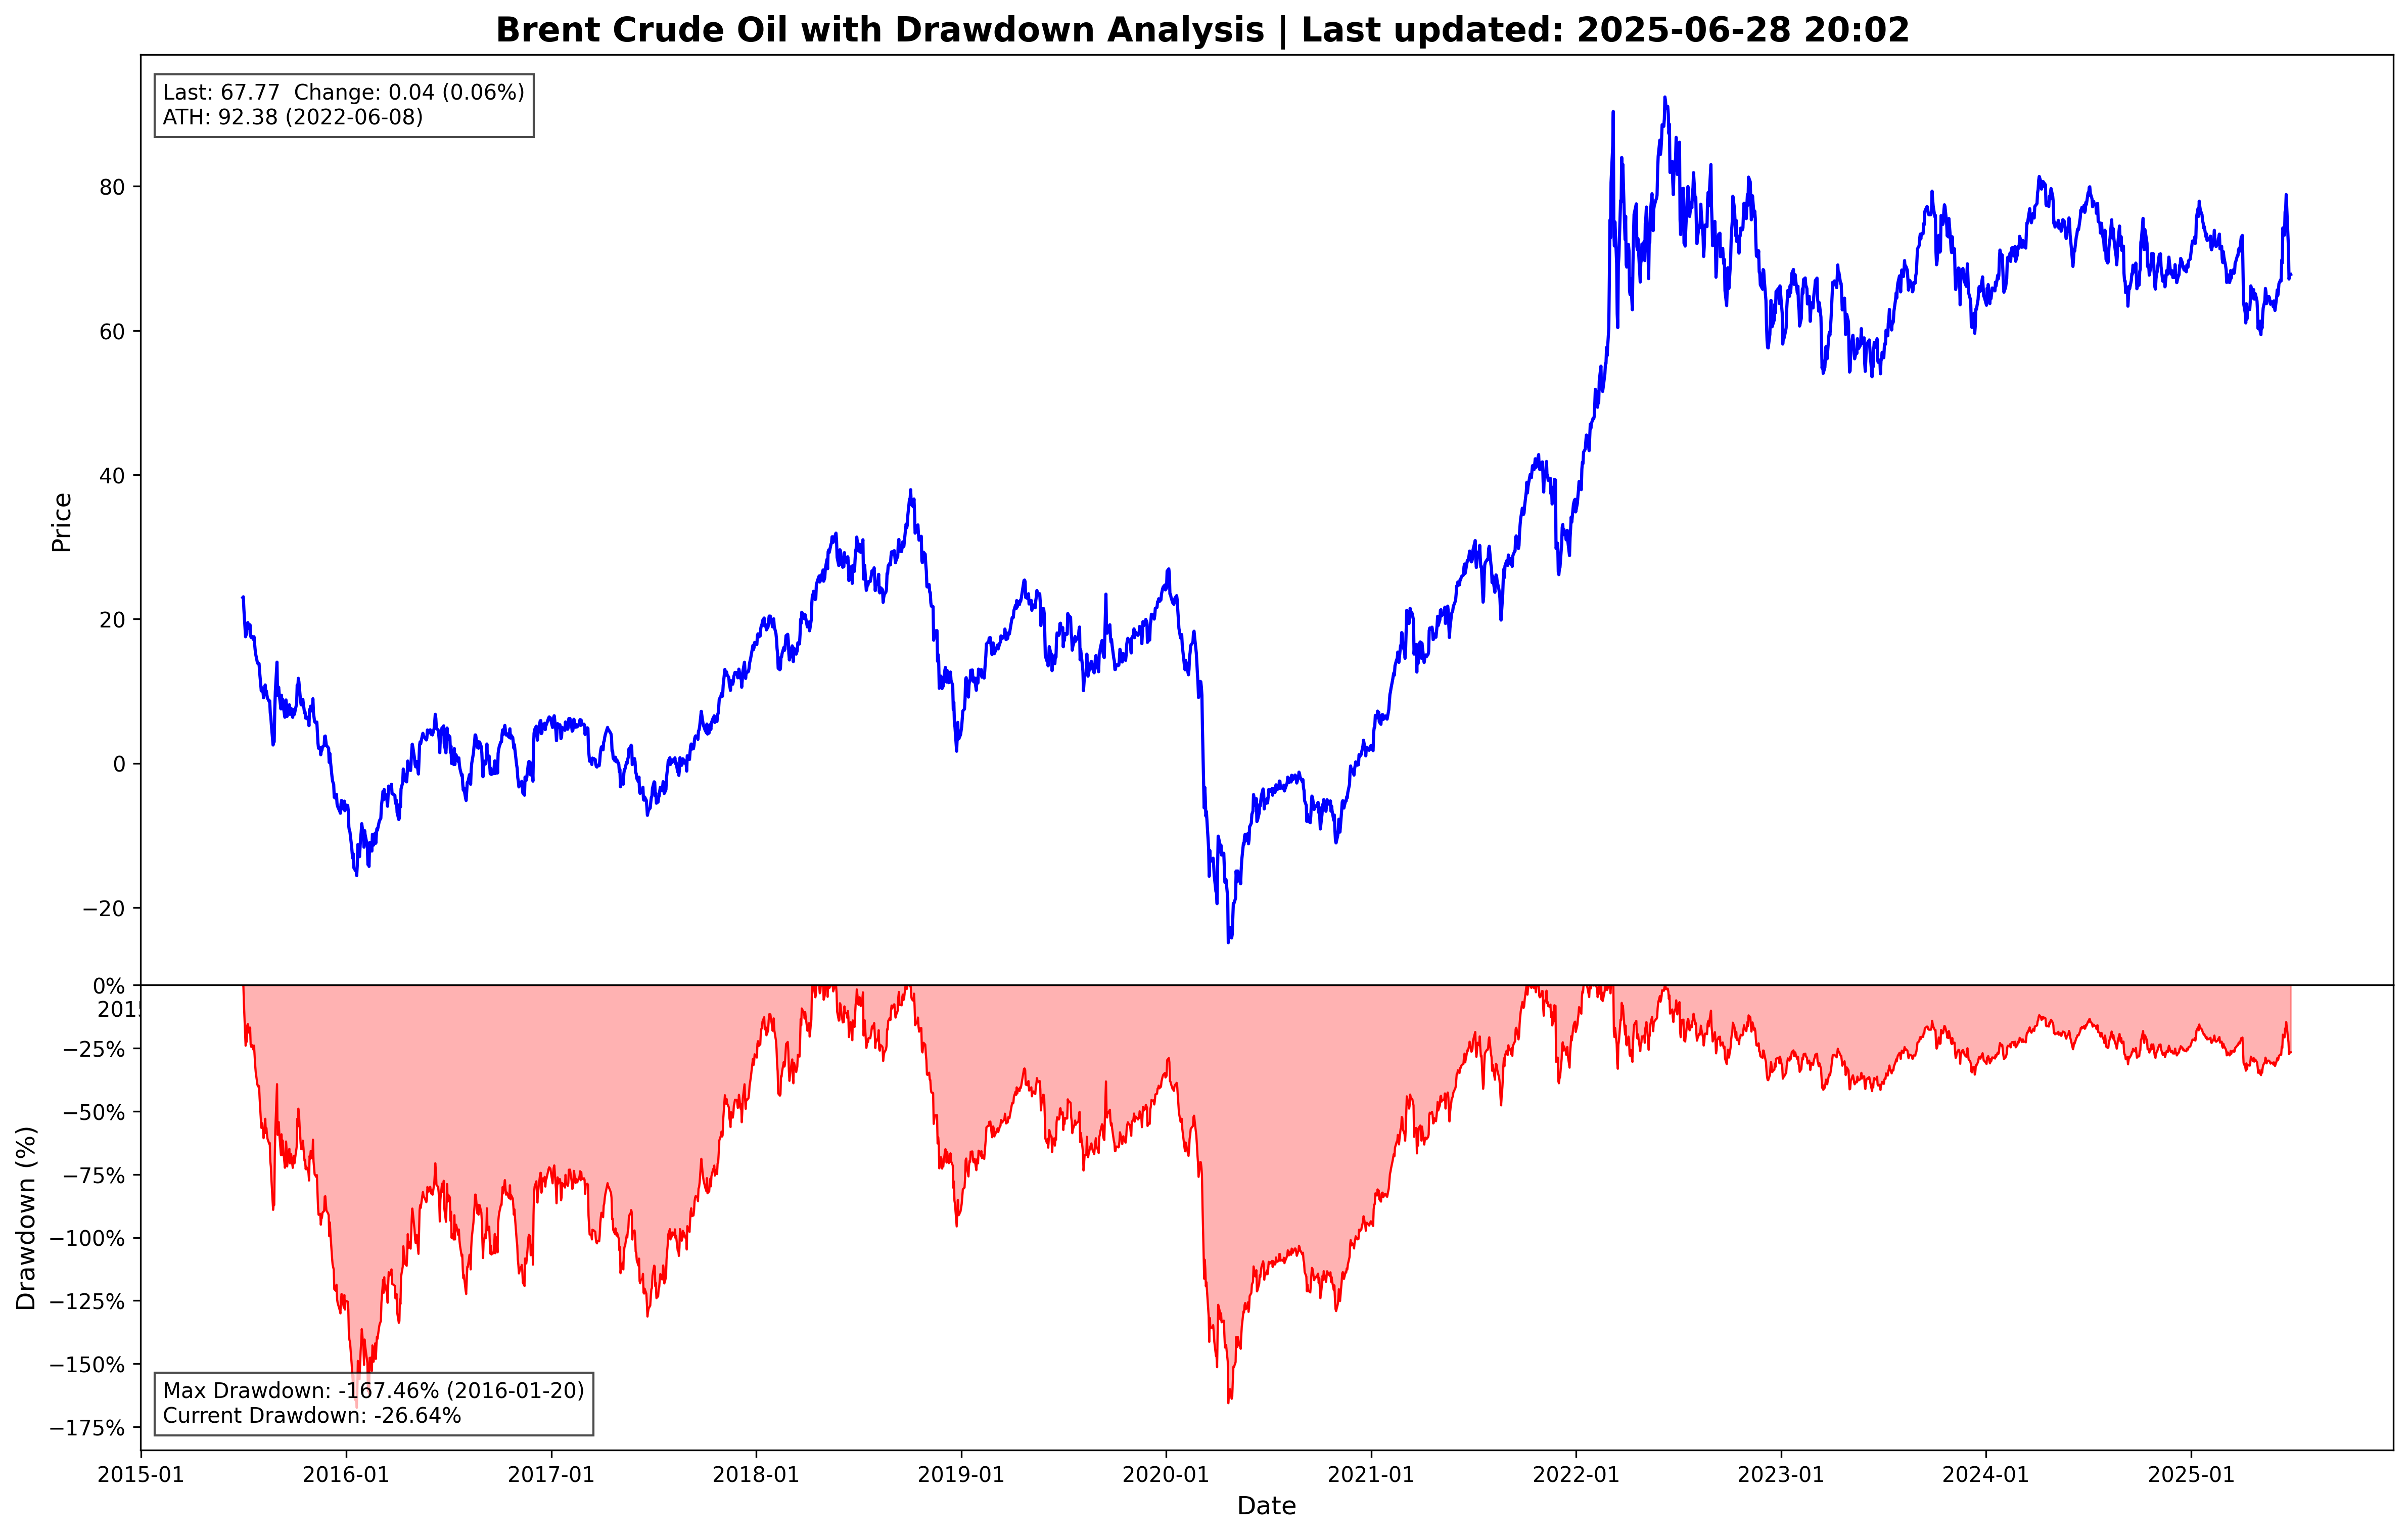 Brent Crude Oil with Drawdown Analysis | Last updated: 2025-06-28 20:02
Last: 67.77  Change: 0.04 (0.06%)
ATH: 92.38 (2022-06-08)
Price
80
60
40
20
0
−20
201
Drawdown (%)
0%
−25%
−50%
−75%
−100%
−125%
−150%
−175%
Max Drawdown: -167.46% (2016-01-20)
Current Drawdown: -26.64%
2015-01 2016-01 2017-01 2018-01 2019-01 2020-01 2021-01 2022-01 2023-01 2024-01 2025-01
Date